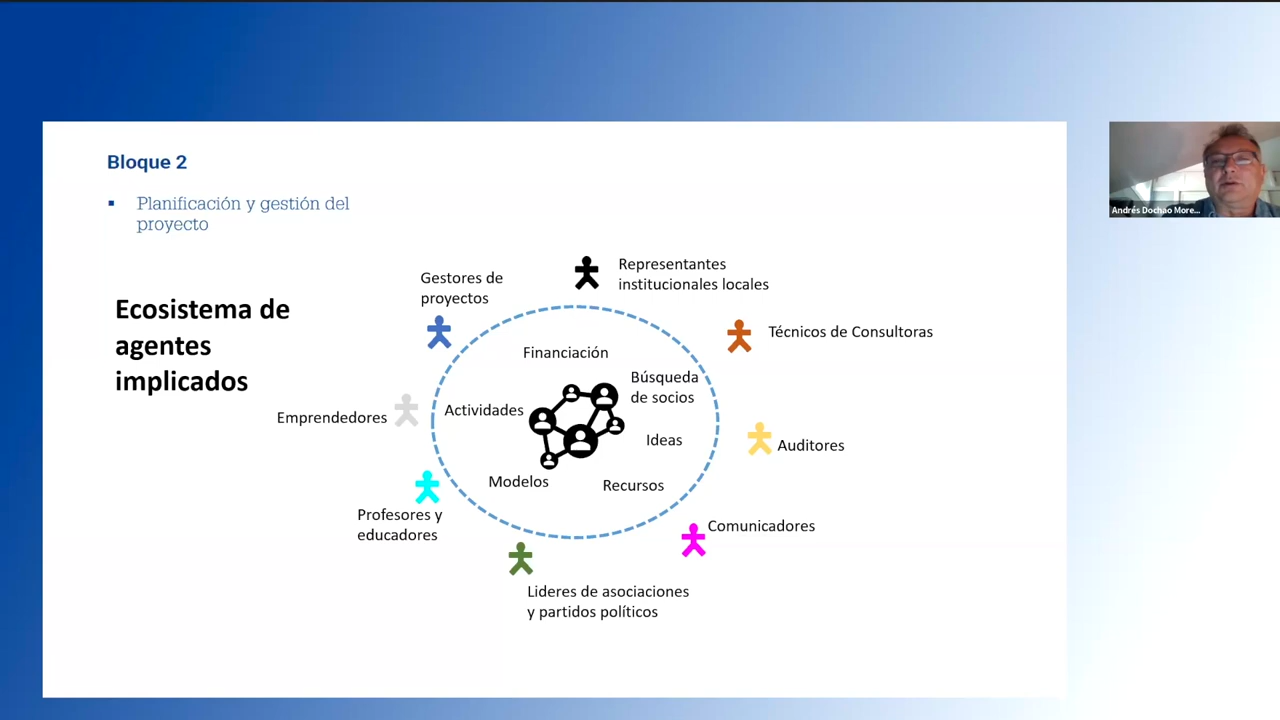 Bloque 2
▪ Planificación y gestión del
proyecto
Ecosistema de
agentes
implicados
Gestores de
proyectos
Representantes
institucionales locales
Técnicos de Consultoras
Financiación
Búsqueda
de socios
Actividades
Emprendedores
Ideas
Auditores
Modelos
Recursos
Profesores y
educadores
Comunicadores
Lideres de asociaciones
y partidos políticos
Andrés Dochao More...